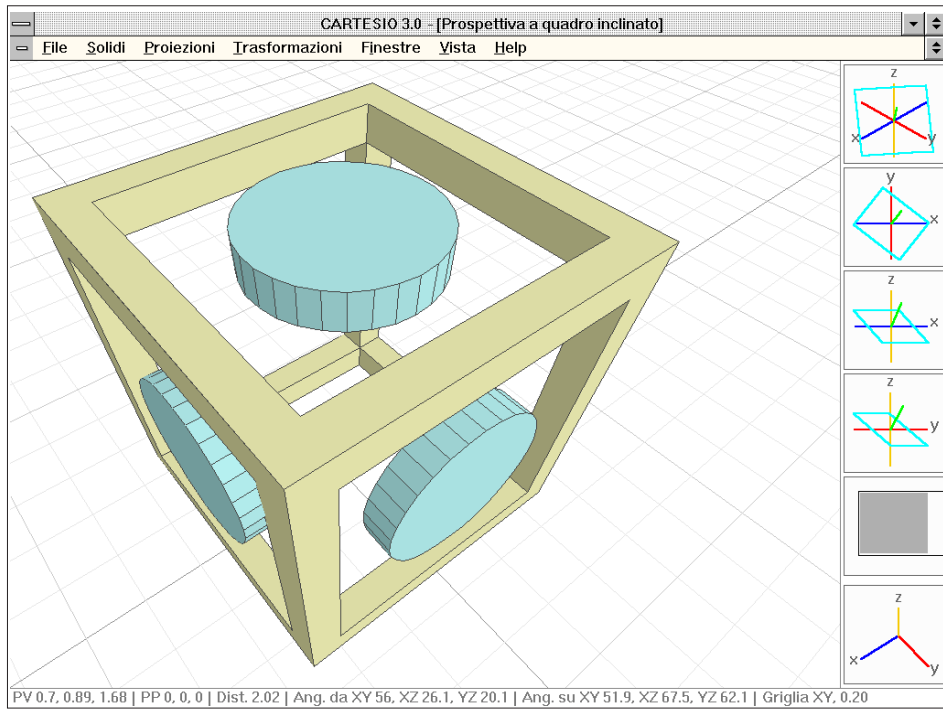 CARTESIO 3.0 - [Prospettiva a quadro inclinato]
File Solidi Proiezioni Trasformazioni Finestre Vista Help
z
x y
y
x
z
x
z
y
z
x
y
PV 0.7, 0.89, 1.68 | PP 0, 0, 0 | Dist. 2.02 | Ang. da XY 56, XZ 26.1, YZ 20.1 | Ang. su XY 51.9, XZ 67.5, YZ 62.1 | Griglia XY, 0.20